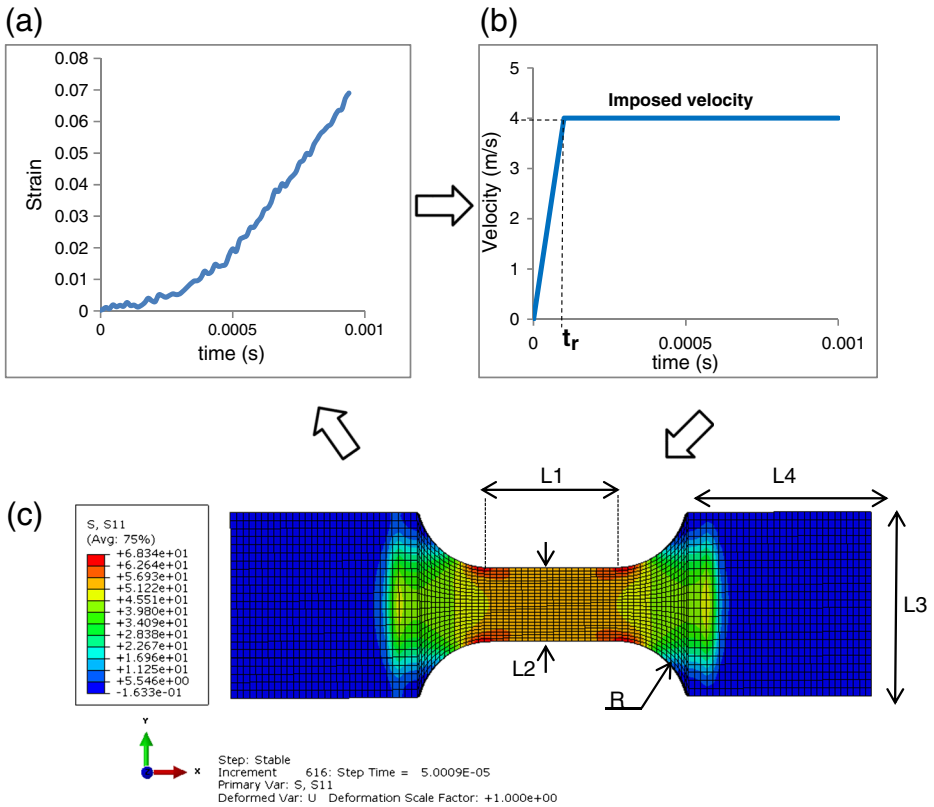 (a)
0.08
0.07
0.06
0.05
0.04
0.03
0.02
0.01
0
Strain
0
0.0005
0.001
time (s)
(b)
5
4
3
2
1
0
Velocity (m/s)
Imposed velocity
0
tr
0.0005
0.001
time (s)
(c)
S, S11
(Avg: 75%)
+6.834e+01
+6.264e+01
+5.693e+01
+5.122e+01
+4.551e+01
+3.980e+01
+3.409e+01
+2.838e+01
+2.267e+01
+1.696e+01
+1.125e+01
+5.546e+00
-1.633e-01
L1
L4
L3
L2
R
Y
X
Step: Stable
Increment 616: Step Time = 5.0009E-05
Primary Var: S, S11
Deformed Var: U Deformation Scale Factor: +1.000e+00